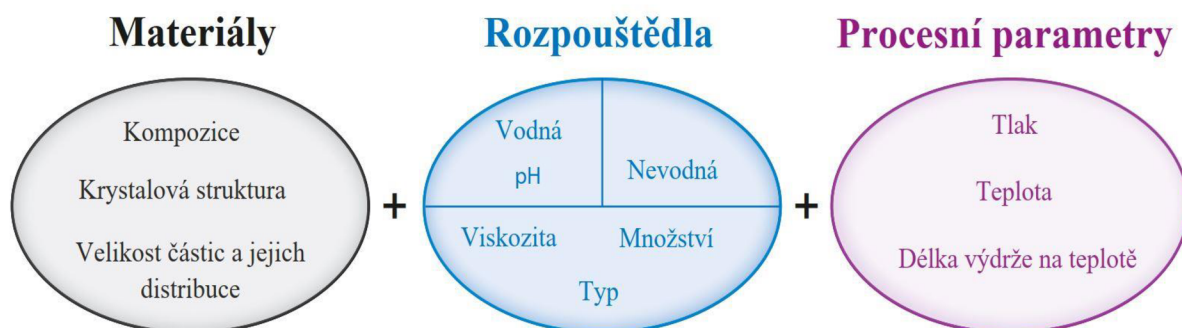 Materiály
Kompozice
Krystalová struktura
Velikost částic a jejich
distribuce
+
Rozpouštědla
Vodná
pH
Nevodná
Viskozita
Množství
Typ
+
Procesní parametry
Tlak
Teplota
Délka výdrže na teplotě